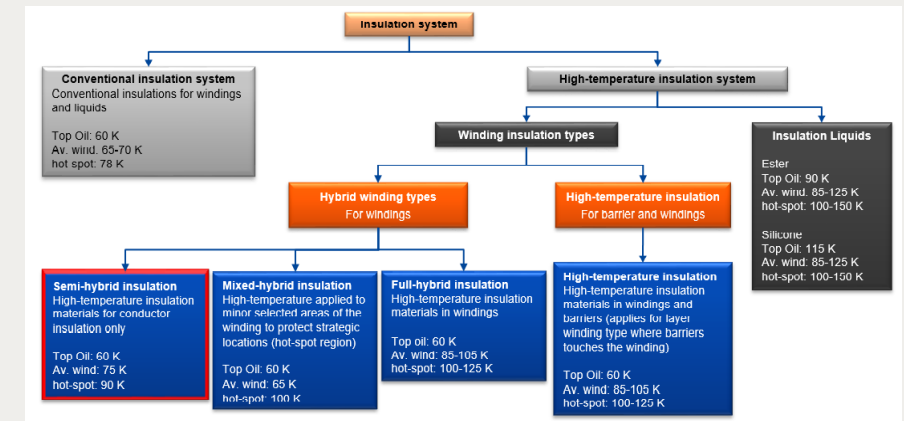 Insulation system
Conventional insulation system
Conventional insulations for windings
and liquids
Top Oil: 60 K
Av. wind. 65-70 K
hot spot: 78 K
High-temperature insulation system
Winding insulation types
Insulation Liquids
Ester
Top Oil: 90 K
Av. wind. 85-125 K
hot-spot: 100-150 K
Silicone
Top Oil: 115 K
Av. wind: 85-125 K
hot-spot: 100-150 K
Hybrid winding types
For windings
High-temperature insulation
For barrier and windings
Semi-hybrid insulation
High-temperature insulation
materials for conductor
insulation only
Top Oil: 60 K
Av. wind: 75 K
hot-spot: 90 K
Mixed-hybrid insulation
High-temperature applied to
minor selected areas of the
winding to protect strategic
locations (hot-spot region)
Top Oil: 60 K
Av. wind: 65 K
hot-spot: 100 K
Full-hybrid insulation
High-temperature insulation
materials in windings
Top oil: 60 K
Av. wind: 85-105 K
hot-spot: 100-125 K
High-temperature insulation
High-temperature insulation
materials in windings and
barriers (applies for layer
winding type where barriers
touches the winding)
Top Oil: 60 K
Av. wind: 85-105 K
hot-spot: 100-125 K